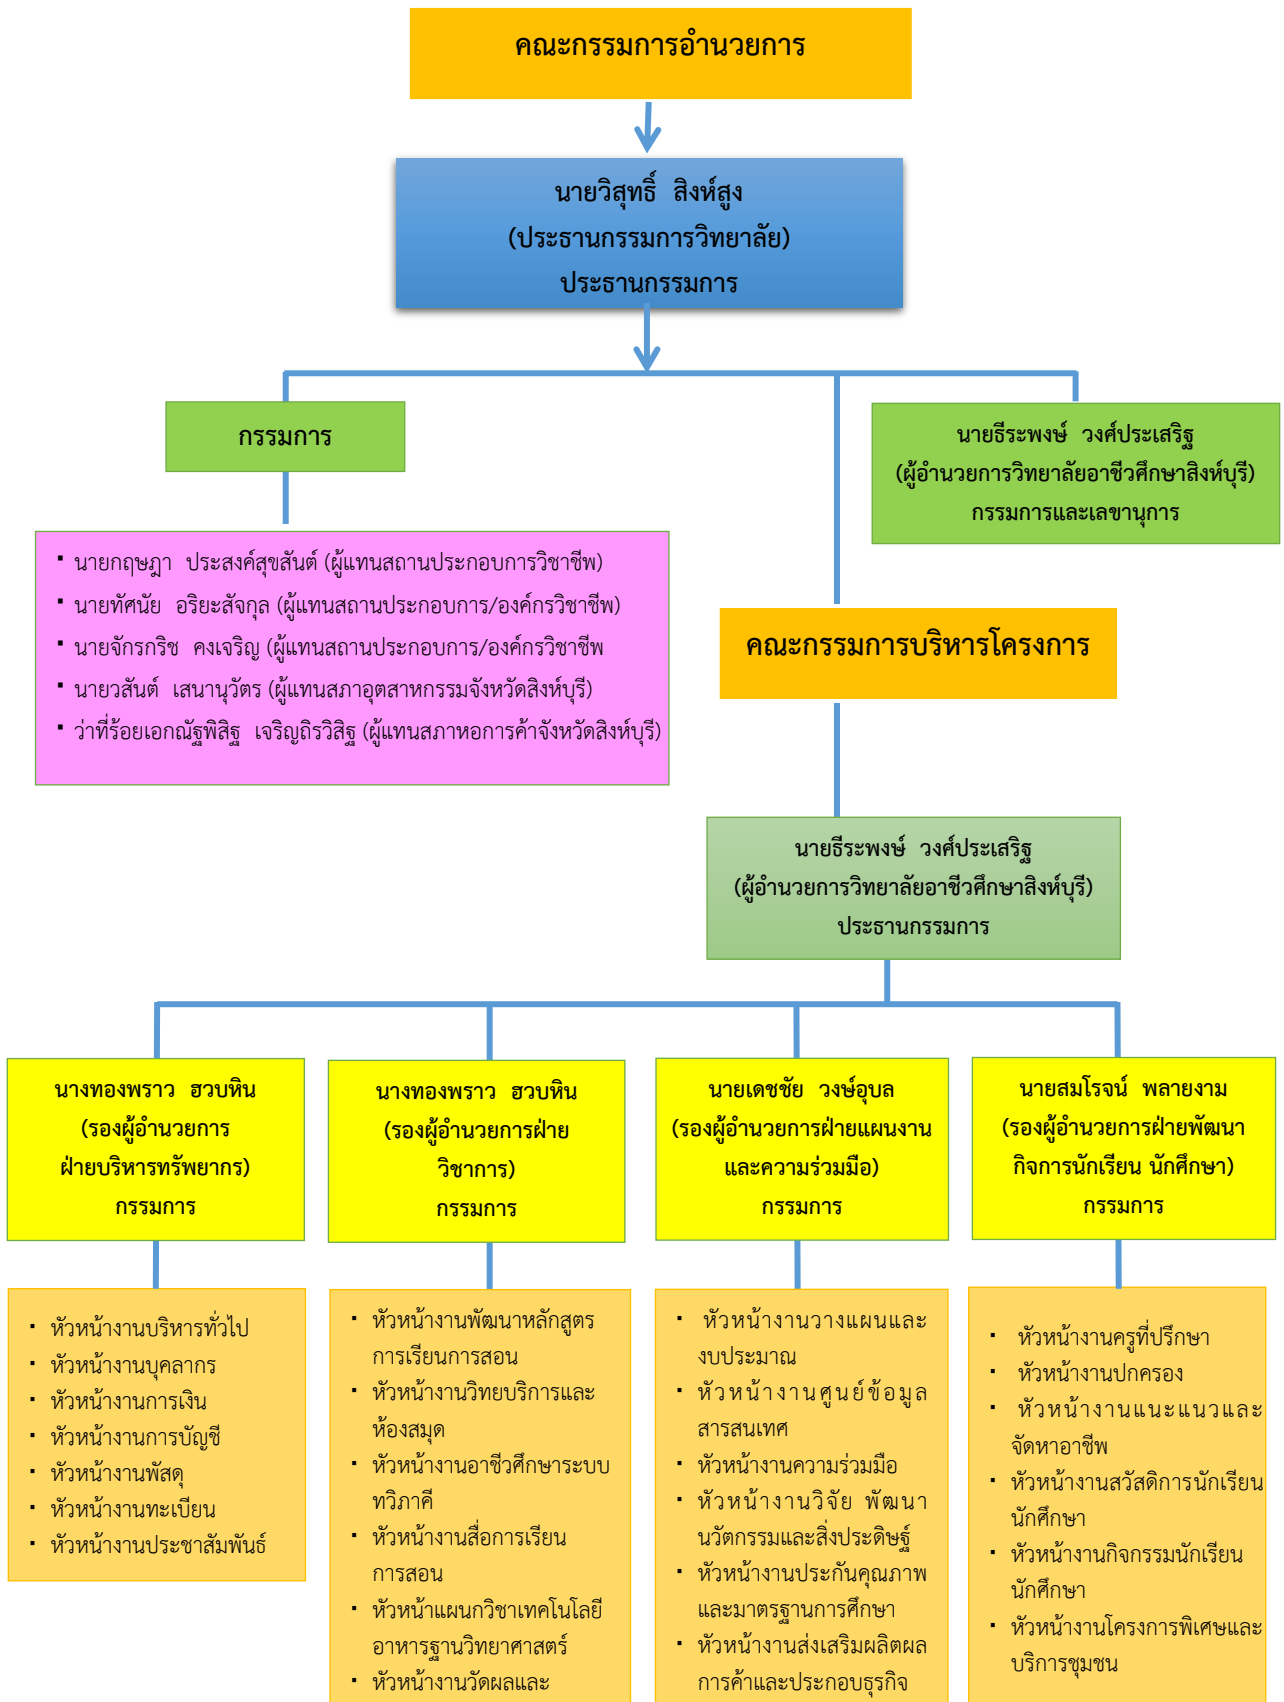 คณะกรรมการอำนวยการ
นายวิสุทธิ์ สิงห์สูง
(ประธานกรรมการวิทยาลัย)
ประธานกรรมการ
กรรมการ
นายธีระพงษ์ วงศ์ประเสริฐ
(ผู้อำนวยการวิทยาลัยอาชีวศึกษาสิงห์บุรี)
กรรมการและเลขานุการ
▪ นายกฤษฎา ประสงค์สุขสันต์ (ผู้แทนสถานประกอบการวิชาชีพ)
▪ นายทัศนัย อริยะสัจกุล (ผู้แทนสถานประกอบการ/องค์กรวิชาชีพ)
▪ นายจักรกริช คงเจริญ (ผู้แทนสถานประกอบการ/องค์กรวิชาชีพ
▪ นายวสันต์ เสนานุวัตร (ผู้แทนสภาอุตสาหกรรมจังหวัดสิงห์บุรี)
▪ ว่าที่ร้อยเอกณัฐพิสิฐ เจริญถิรวิสิฐ (ผู้แทนสภาหอการค้าจังหวัดสิงห์บุรี)
คณะกรรมการบริหารโครงการ
นายธีระพงษ์ วงศ์ประเสริฐ
(ผู้อำนวยการวิทยาลัยอาชีวศึกษาสิงห์บุรี)
ประธานกรรมการ
นางทองพราว ฮวบหิน
(รองผู้อำนวยการ
ฝ่ายบริหารทรัพยากร)
กรรมการ
นางทองพราว ฮวบหิน
(รองผู้อำนวยการฝ่าย
วิชาการ)
กรรมการ
นายเดชชัย วงษ์อุบล
(รองผู้อำนวยการฝ่ายแผนงาน
และความร่วมมือ)
กรรมการ
นายสมโรจน์ พลายงาม
(รองผู้อำนวยการฝ่ายพัฒนา
กิจการนักเรียน นักศึกษา)
กรรมการ
▪ หัวหน้างานบริหารทั่วไป
▪ หัวหน้างานบุคลากร
▪ หัวหน้างานการเงิน
▪ หัวหน้างานการบัญชี
▪ หัวหน้างานพัสดุ
▪ หัวหน้างานทะเบียน
▪ หัวหน้างานประชาสัมพันธ์
▪ หัวหน้างานพัฒนาหลักสูตร
การเรียนการสอน
▪ หัวหน้างานวิทยบริการและ
ห้องสมุด
▪ หัวหน้างานอาชีวศึกษาระบบ
ทวิภาคี
▪ หัวหน้างานสื่อการเรียน
การสอน
▪ หัวหน้าแผนกวิชาเทคโนโลยี
อาหารฐานวิทยาศาสตร์
▪ หัวหน้างานวัดผลและ
▪ หัวหน้างานวางแผนและ
งบประมาณ
▪ หัวหน้างานศูนย์ข้อมูล
สารสนเทศ
▪ หัวหน้างานความร่วมมือ
▪ หัวหน้างานวิจัย พัฒนา
นวัตกรรมและสิ่งประดิษฐ์
▪ หัวหน้างานประกันคุณภาพ
และมาตรฐานการศึกษา
▪ หัวหน้างานส่งเสริมผลิตผล
การค้าและประกอบธุรกิจ
▪ หัวหน้างานครูที่ปรึกษา
▪ หัวหน้างานปกครอง
▪ หัวหน้างานแนะแนวและ
จัดหาอาชีพ
▪ หัวหน้างานสวัสดิการนักเรียน
นักศึกษา
▪ หัวหน้างานกิจกรรมนักเรียน
นักศึกษา
▪ หัวหน้างานโครงการพิเศษและ
บริการชุมชน